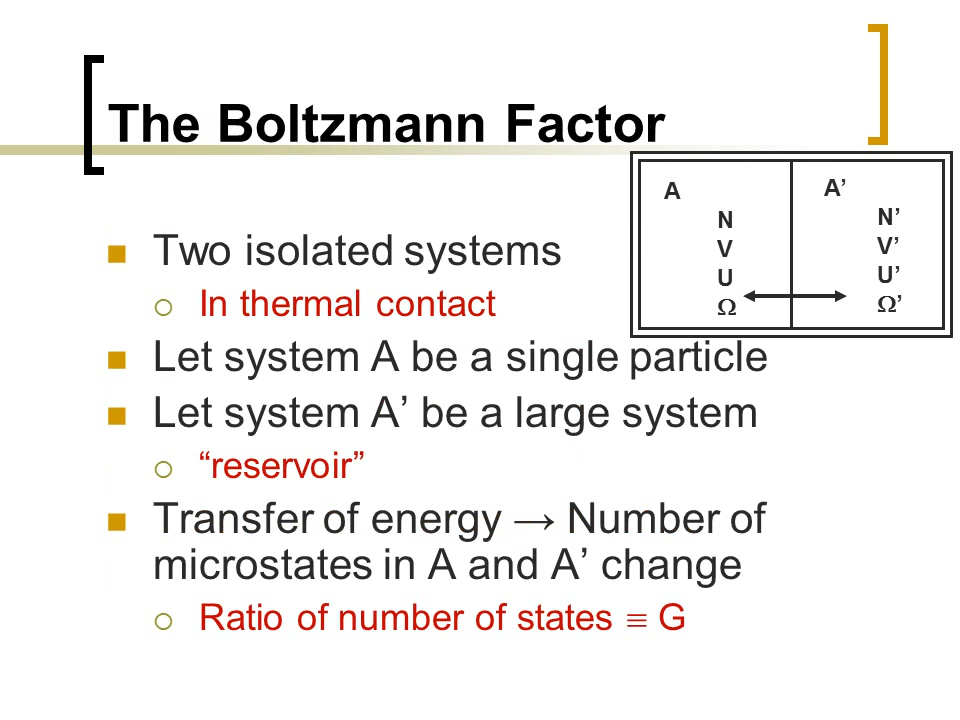 The Boltzmann Factor
A
N
V
U
Ω
A’
N’
V’
U’
Ω’
Two isolated systems
In thermal contact
Let system A be a single particle
Let system A’ be a large system
“reservoir”
Transfer of energy → Number of
microstates in A and A’ change
Ratio of number of states ≡ G